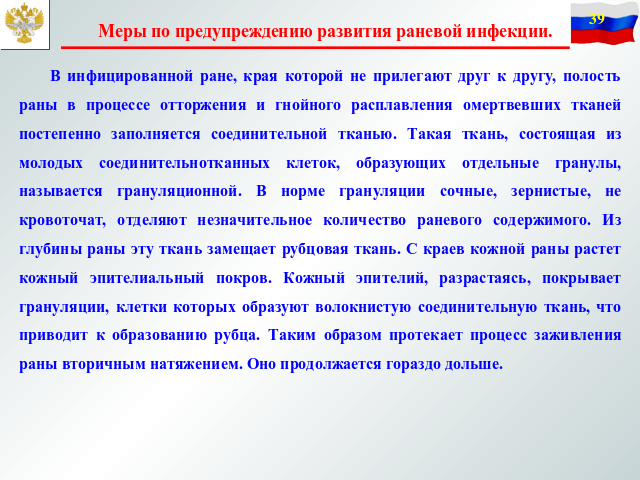 39
Меры по предупреждению развития раневой инфекции.
В инфицированной ране, края которой не прилегают друг к другу, полость
раны в процессе отторжения и гнойного расплавления омертвевших тканей
постепенно заполняется соединительной тканью. Такая ткань, состоящая из
молодых соединительнотканных клеток, образующих отдельные гранулы,
называется грануляционной. В норме грануляции сочные, зернистые, не
кровоточат, отделяют незначительное количество раневого содержимого. Из
глубины раны эту ткань замещает рубцовая ткань. С краев кожной раны растет
кожный эпителиальный покров. Кожный эпителий, разрастаясь, покрывает
грануляции, клетки которых образуют волокнистую соединительную ткань, что
приводит к образованию рубца. Таким образом протекает процесс заживления
раны вторичным натяжением. Оно продолжается гораздо дольше.